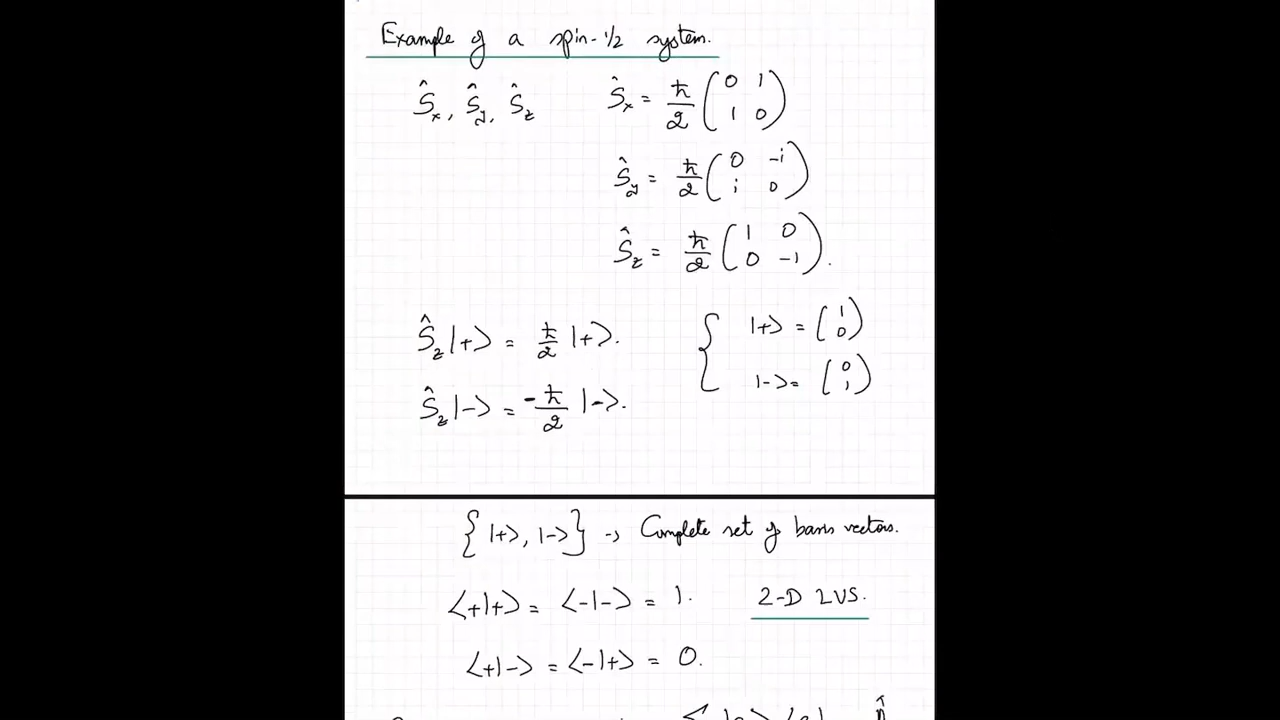 Example of a spin-1/2 system.
Ŝx, Ŝy, Ŝz Ŝx = ħ/2 (0 1; 1 0)
Ŝy = ħ/2 (0 -i; i 0)
Ŝz = ħ/2 (1 0; 0 -1).
Ŝz|+> = ħ/2 |+>. { |+> = (1; 0)
Ŝz|-> = -ħ/2 |->. |-> = (0; 1)
{|+>, |->} → Complete set of basis vectors.
<+|+> = <-|-> = 1. 2-D LVS.
<+|-> = <-|+> = 0.